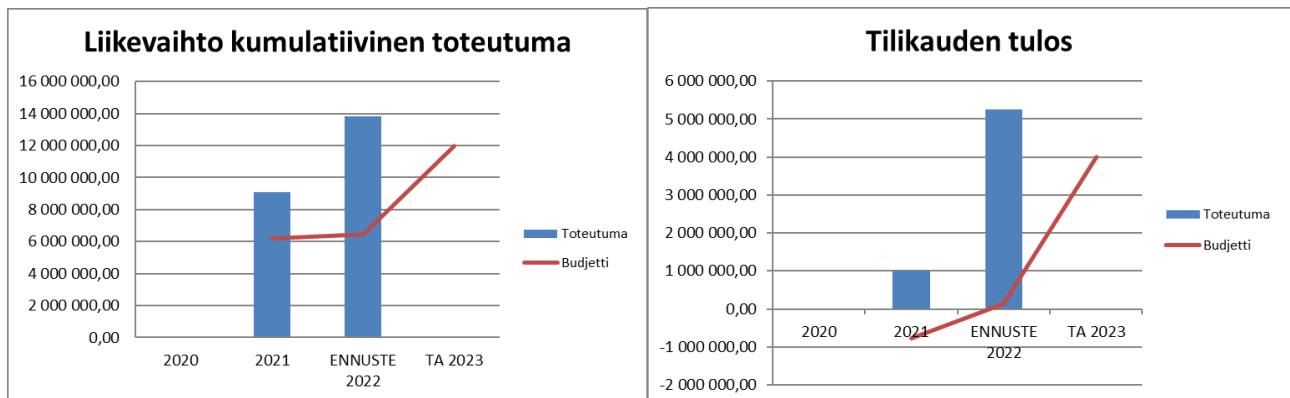 Liikevaihto kumulatiivinen toteutuma
16 000 000,00
14 000 000,00
12 000 000,00
10 000 000,00
8 000 000,00
6 000 000,00
4 000 000,00
2 000 000,00
0,00
2020
2021
ENNUSTE
2022
TA 2023
Toteutuma
Budjetti
Tilikauden tulos
6 000 000,00
5 000 000,00
4 000 000,00
3 000 000,00
2 000 000,00
1 000 000,00
0,00
-1 000 000,00
-2 000 000,00
2020
2021
ENNUSTE
2022
TA 2023
Toteutuma
Budjetti